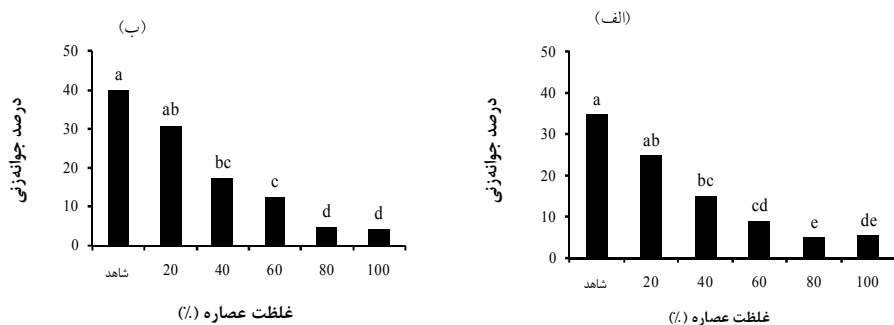 (الف)
درصد جوانه‌زنی
50
40
30
20
10
0
a
ab
bc
cd
e
de
شاهد 20 40 60 80 100
غلظت عصاره (٪)
(ب)
درصد جوانه‌زنی
50
40
30
20
10
0
a
ab
bc
c
d
d
شاهد 20 40 60 80 100
غلظت عصاره (٪)